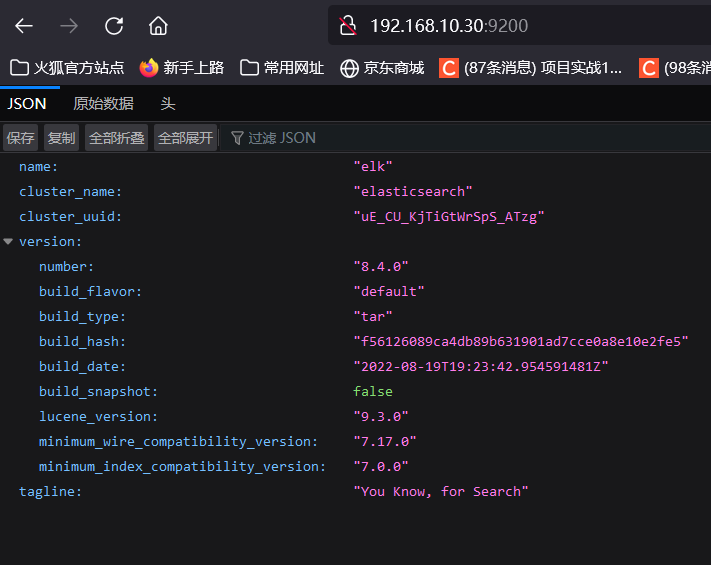 192.168.10.30:9200
火狐官方站点 新手上路 常用网址 京东商城 C (87条消息) 项目实战1... C (98条消
JSON 原始数据 头
保存 复制 全部折叠 全部展开 过滤 JSON
name: "elk"
cluster_name: "elasticsearch"
cluster_uuid: "uE_CU_KjTiGtWrSpS_ATzg"
version:
number: "8.4.0"
build_flavor: "default"
build_type: "tar"
build_hash: "f56126089ca4db89b631901ad7cce0a8e10e2fe5"
build_date: "2022-08-19T19:23:42.954591481Z"
build_snapshot: false
lucene_version: "9.3.0"
minimum_wire_compatibility_version: "7.17.0"
minimum_index_compatibility_version: "7.0.0"
tagline: "You Know, for Search"